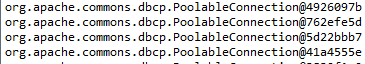 org.apache.commons.dbcp.PoolableConnection@4926097b
org.apache.commons.dbcp.PoolableConnection@762efe5d
org.apache.commons.dbcp.PoolableConnection@5d22bbb7
org.apache.commons.dbcp.PoolableConnection@41a4555e